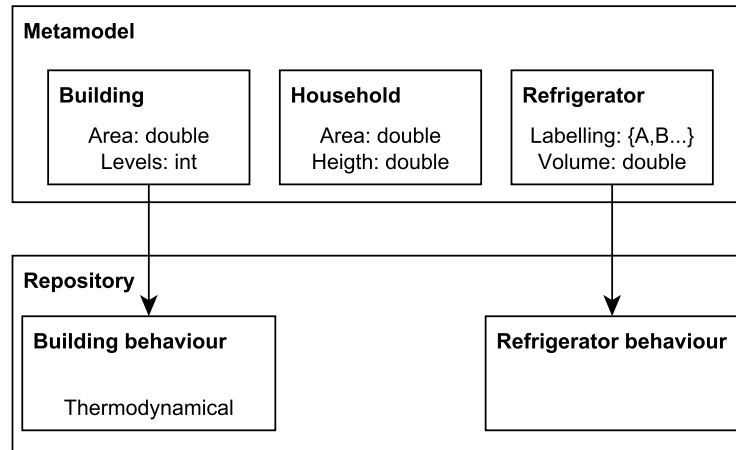 Metamodel
Building
Area: double
Levels: int
Household
Area: double
Heigth: double
Refrigerator
Labelling: {A,B...}
Volume: double
Repository
Building behaviour
Thermodynamical
Refrigerator behaviour